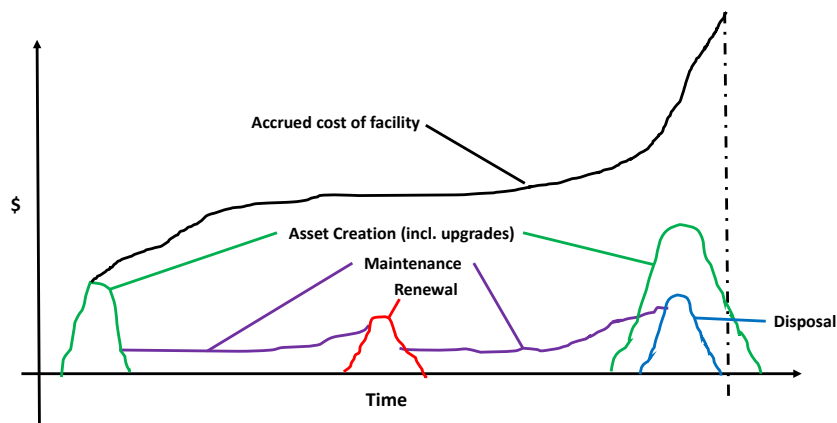 Accrued cost of facility
$
Asset Creation (incl. upgrades)
Maintenance
Renewal
Disposal
Time